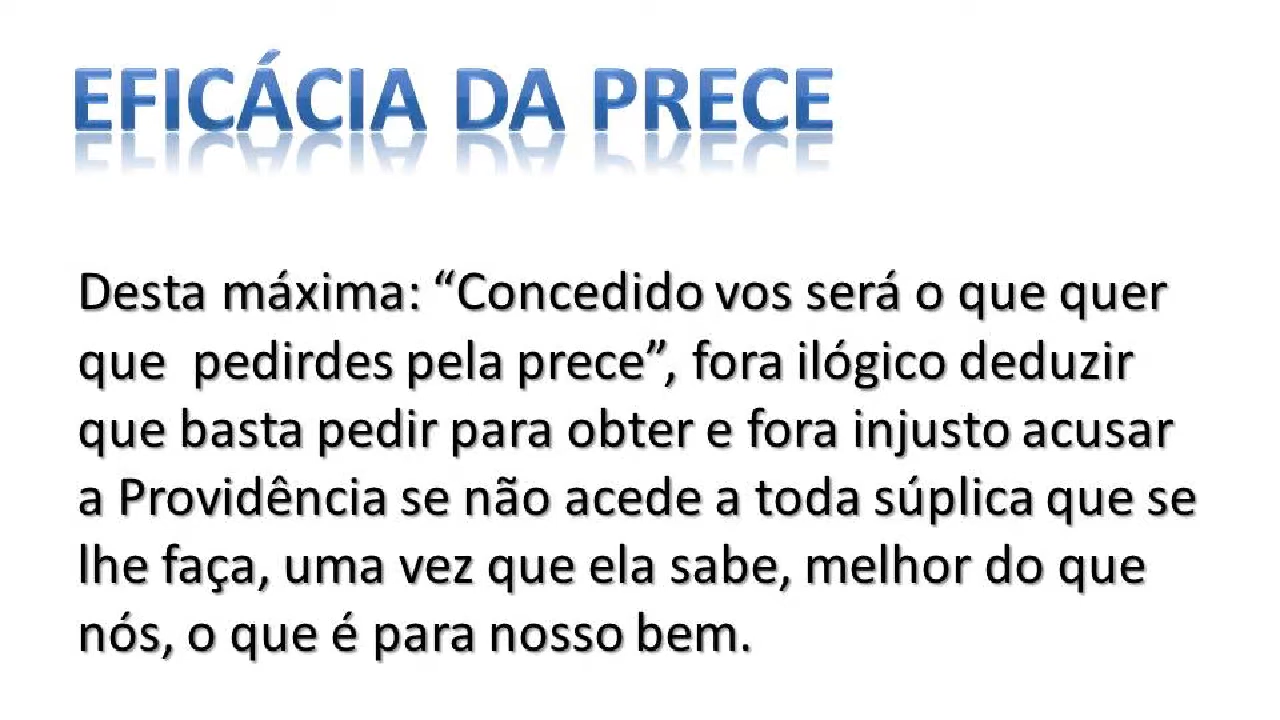 EFICÁCIA DA PRECE
Desta máxima: “Concedido vos será o que quer
que pedirdes pela prece”, fora ilógico deduzir
que basta pedir para obter e fora injusto acusar
a Providência se não acede a toda súplica que se
lhe faça, uma vez que ela sabe, melhor do que
nós, o que é para nosso bem.